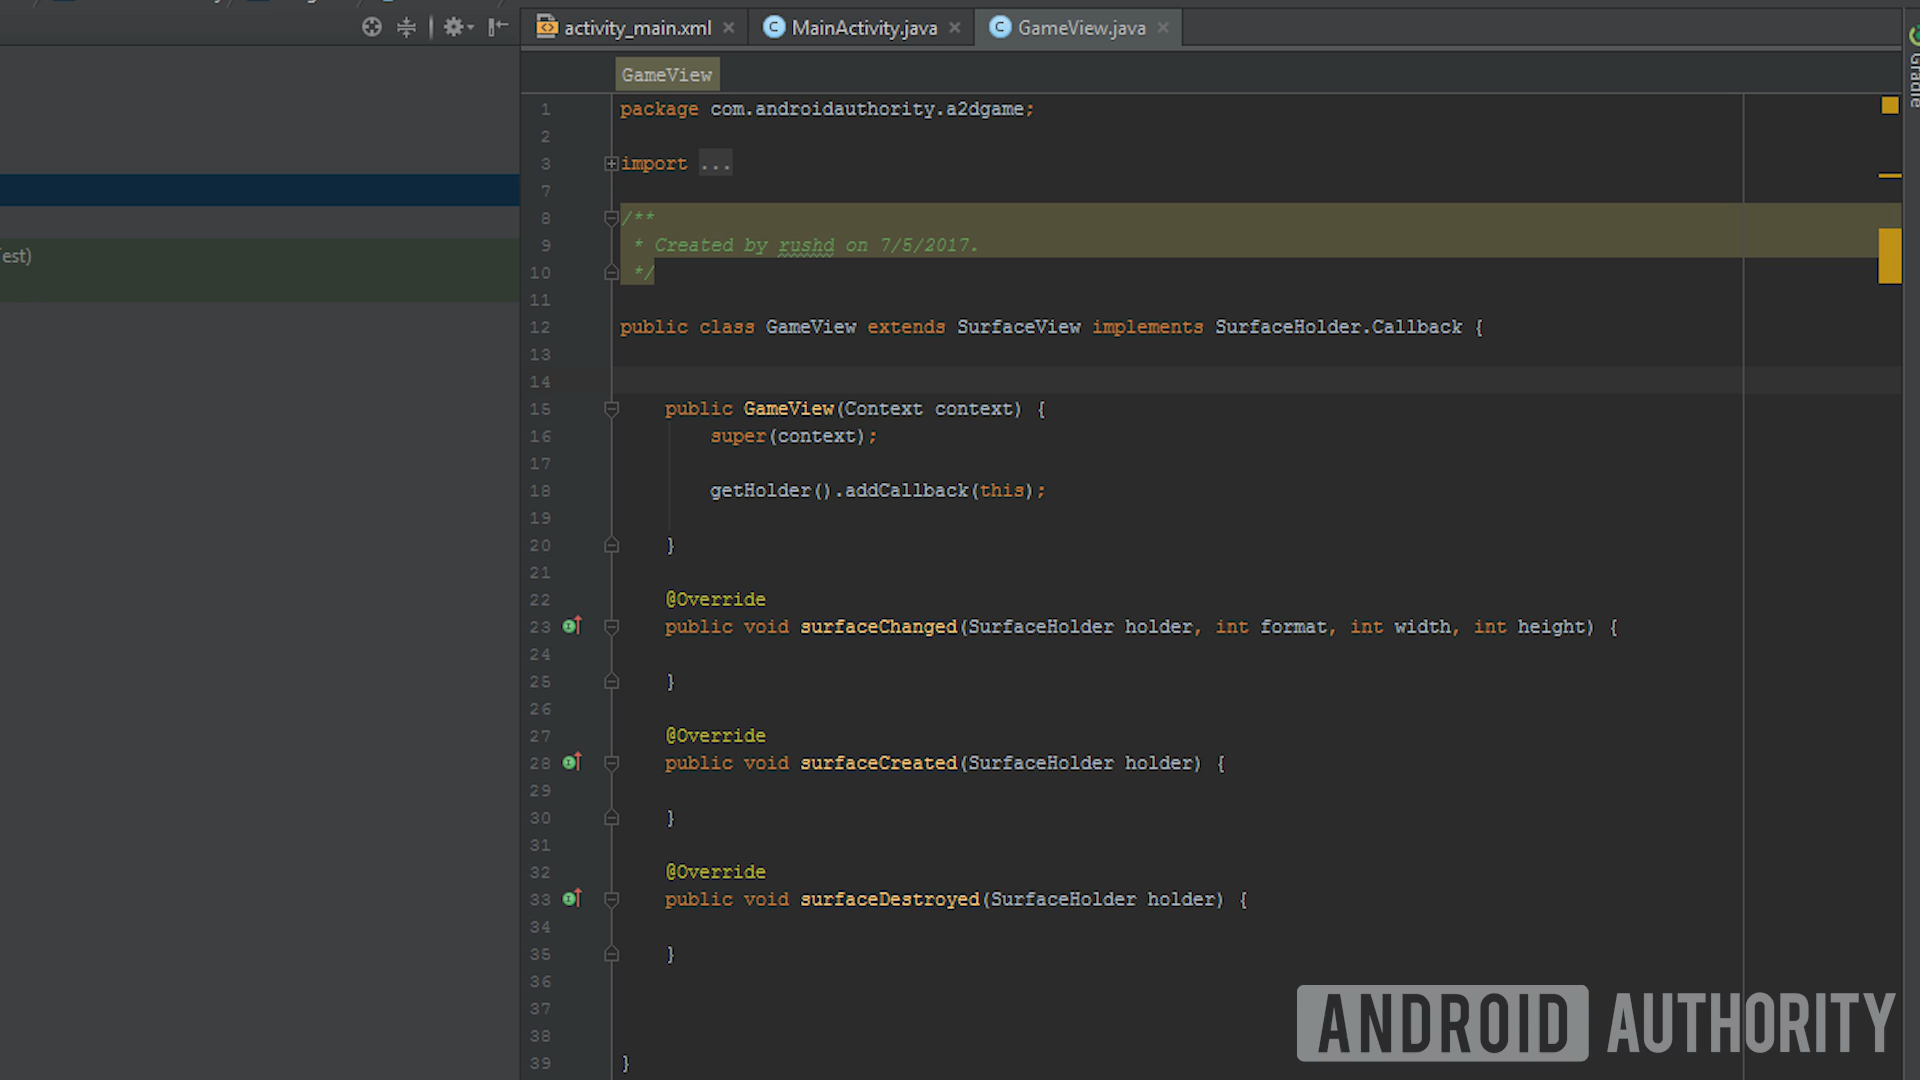 activity_main.xml MainActivity.java GameView.java
Gradle
GameView
1 package com.androidauthority.a2dgame;
2
3 import ...
7
8 /**
9 * Created by rushd on 7/5/2017.
10 */
11
12 public class GameView extends SurfaceView implements SurfaceHolder.Callback {
13
14
15 public GameView(Context context) {
16 super(context);
17
18 getHolder().addCallback(this);
19
20 }
21
22 @Override
23 public void surfaceChanged(SurfaceHolder holder, int format, int width, int height) {
24
25 }
26
27 @Override
28 public void surfaceCreated(SurfaceHolder holder) {
29
30 }
31
32 @Override
33 public void surfaceDestroyed(SurfaceHolder holder) {
34
35 }
36
37
38
39 }
est)
ANDROID AUTHORITY